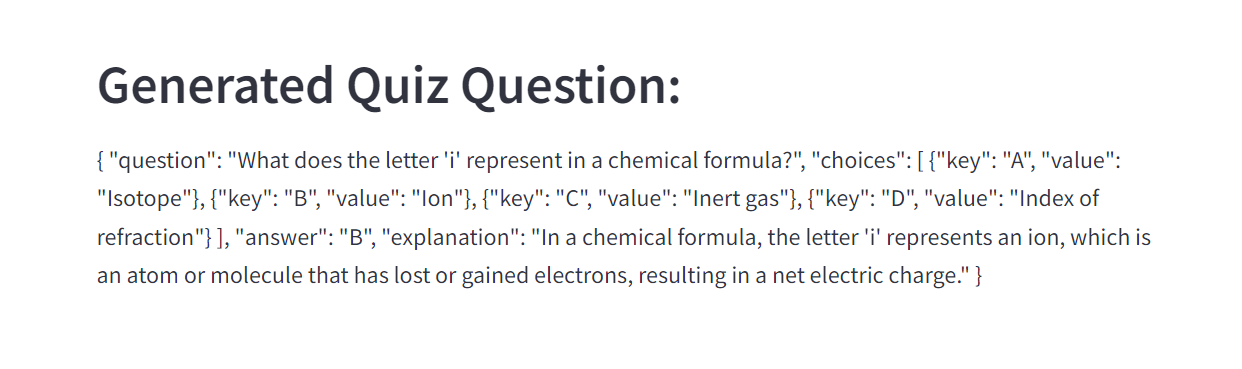 Generated Quiz Question:
{ "question": "What does the letter 'i' represent in a chemical formula?", "choices": [ {"key": "A", "value":
"Isotope"}, {"key": "B", "value": "Ion"}, {"key": "C", "value": "Inert gas"}, {"key": "D", "value": "Index of
refraction"} ], "answer": "B", "explanation": "In a chemical formula, the letter 'i' represents an ion, which is
an atom or molecule that has lost or gained electrons, resulting in a net electric charge." }